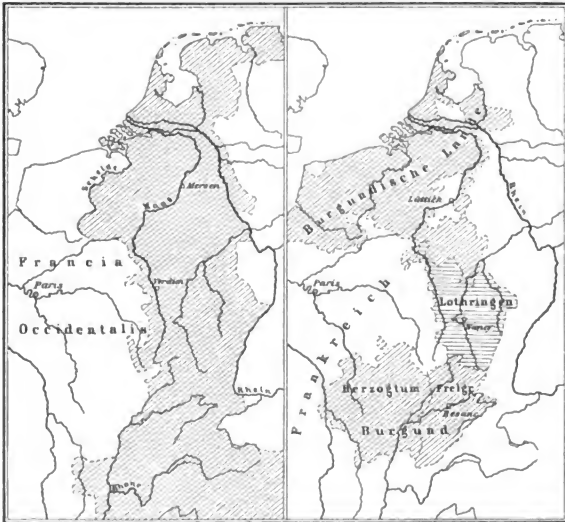 Schelde
Maas
Mersen
Francia
Verdun
Paris
Occidentalis
Rhein
Rhone
Burgundische Lande
Rhein
Lüttich
Paris
Frankreich
Lothringen
Nancy
Herzogtum
Freigr.
Besanç.
Burgund